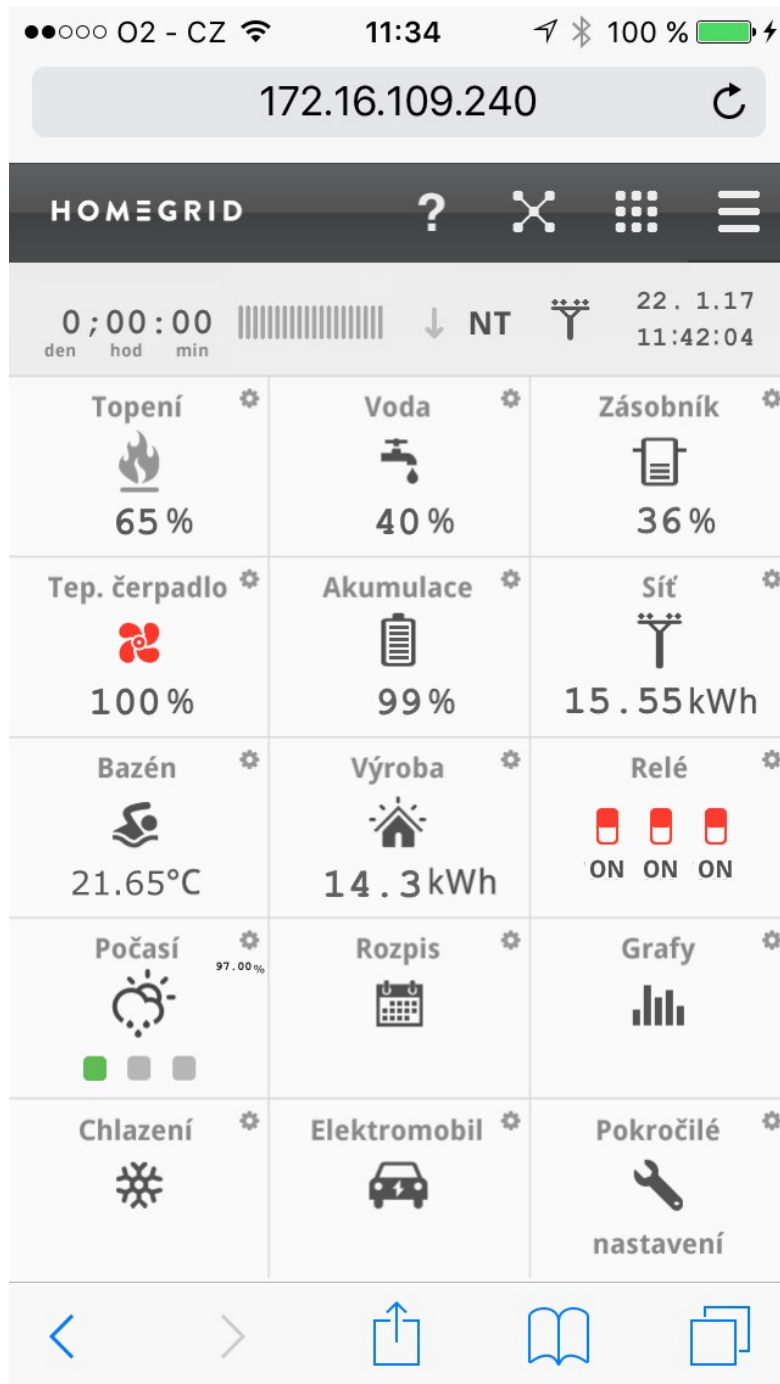 O2 - CZ 11:34 100 %
172.16.109.240
HOMEGRID ?
0;00:00 NT 22. 1.17
den hod min 11:42:04
Topení Voda Zásobník
65% 40% 36%
Tep. čerpadlo Akumulace Síť
100% 99% 15.55kWh
Bazén Výroba Relé
ON ON ON
21.65°C 14.3kWh
Počasí Rozpis Grafy
97.00%
Chlazení Elektromobil Pokročilé
nastavení